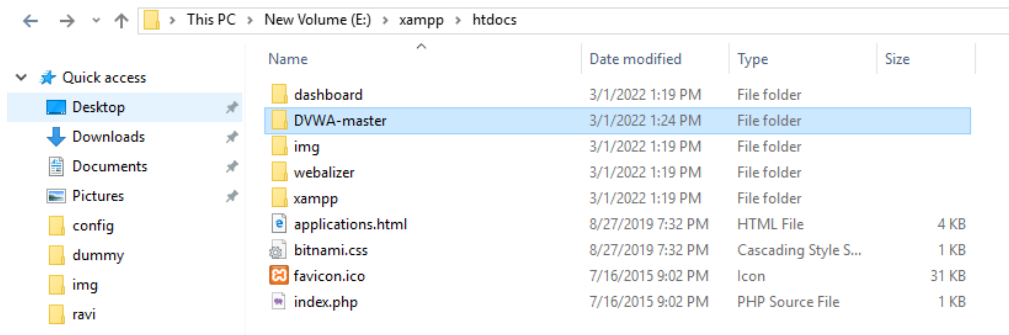 This PC > New Volume (E:) > xampp > htdocs
Name Date modified Type Size
Quick access
Desktop
Downloads
Documents
Pictures
config
dummy
img
ravi
dashboard 3/1/2022 1:19 PM File folder
DVWA-master 3/1/2022 1:24 PM File folder
img 3/1/2022 1:19 PM File folder
webalizer 3/1/2022 1:19 PM File folder
xampp 3/1/2022 1:19 PM File folder
applications.html 8/27/2019 7:32 PM HTML File 4 KB
bitnami.css 8/27/2019 7:32 PM Cascading Style S... 1 KB
favicon.ico 7/16/2015 9:02 PM Icon 31 KB
index.php 7/16/2015 9:02 PM PHP Source File 1 KB